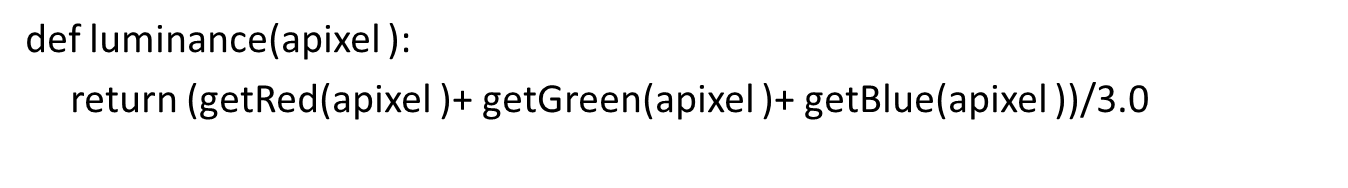 def luminance(apixel ):
return (getRed(apixel )+ getGreen(apixel )+ getBlue(apixel ))/3.0